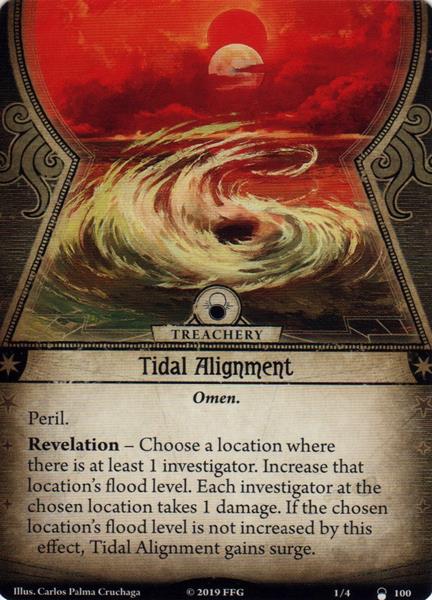 TREACHERY
Tidal Alignment
Omen.
Peril.
Revelation – Choose a location where
there is at least 1 investigator. Increase that
location's flood level. Each investigator at the
chosen location takes 1 damage. If the chosen
location's flood level is not increased by this
effect, Tidal Alignment gains surge.
Illus. Carlos Palma Cruchaga © 2019 FFG 1/4 100